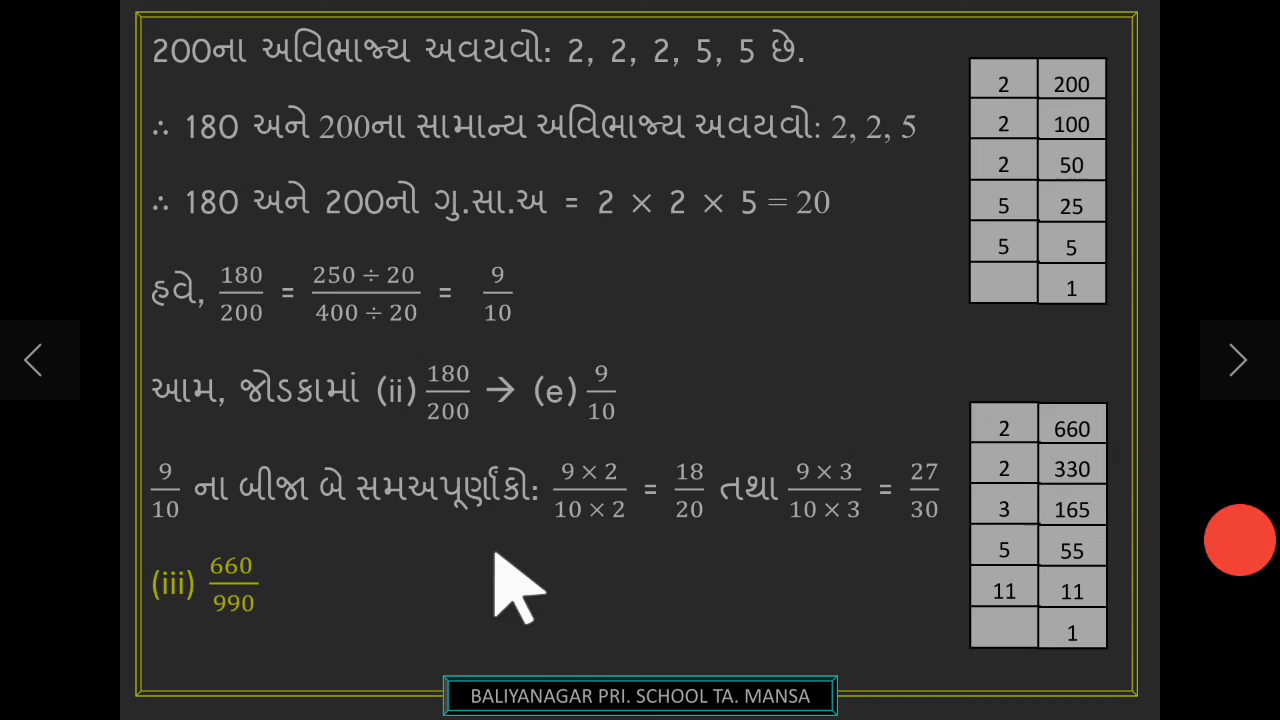 200ના અવિભાજ્ય અવયવો: 2, 2, 2, 5, 5 છે.
∴ 180 અને 200ના સામાન્ય અવિભાજ્ય અવયવો: 2, 2, 5
∴ 180 અને 200નો ગુ.સા.અ = 2 × 2 × 5 = 20
હવે, 180/200 = 250 ÷ 20/400 ÷ 20 = 9/10
આમ, જોડકામાં (ii) 180/200 → (e) 9/10
9/10 ના બીજા બે સમઅપૂર્ણાંકો: 9 × 2/10 × 2 = 18/20 તથા 9 × 3/10 × 3 = 27/30
(iii) 660/990
2 200
2 100
2 50
5 25
5 5
1
2 660
2 330
3 165
5 55
11 11
1
BALIYANAGAR PRI. SCHOOL TA. MANSA